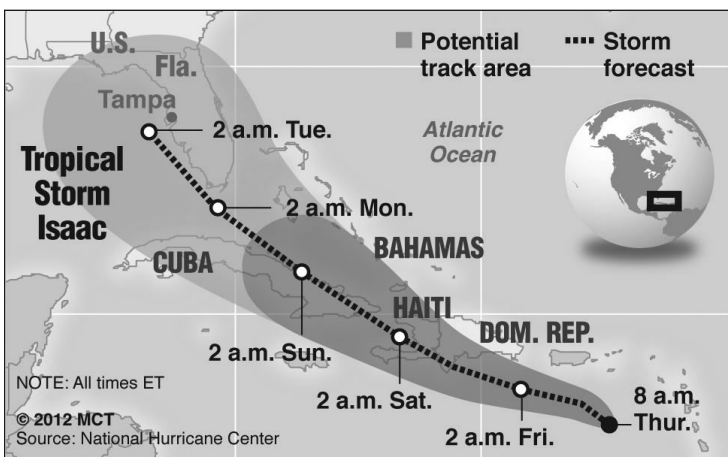 U.S.
Fla.
Tampa
Potential
track area
Storm
forecast
Atlantic
Ocean
2 a.m. Tue.
Tropical
Storm
Isaac
2 a.m. Mon.
CUBA
BAHAMAS
HAITI
DOM. REP.
2 a.m. Sun.
2 a.m. Sat.
2 a.m. Fri.
8 a.m.
Thur.
NOTE: All times ET
© 2012 MCT
Source: National Hurricane Center